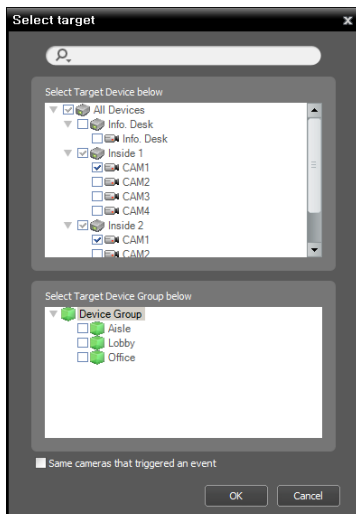 Select target
x
Select Target Device below
All Devices
Info. Desk
Info. Desk
Inside 1
CAM1
CAM2
CAM3
CAM4
Inside 2
CAM1
CAM2
Select Target Device Group below
Device Group
Aisle
Lobby
Office
Same cameras that triggered an event
OK Cancel